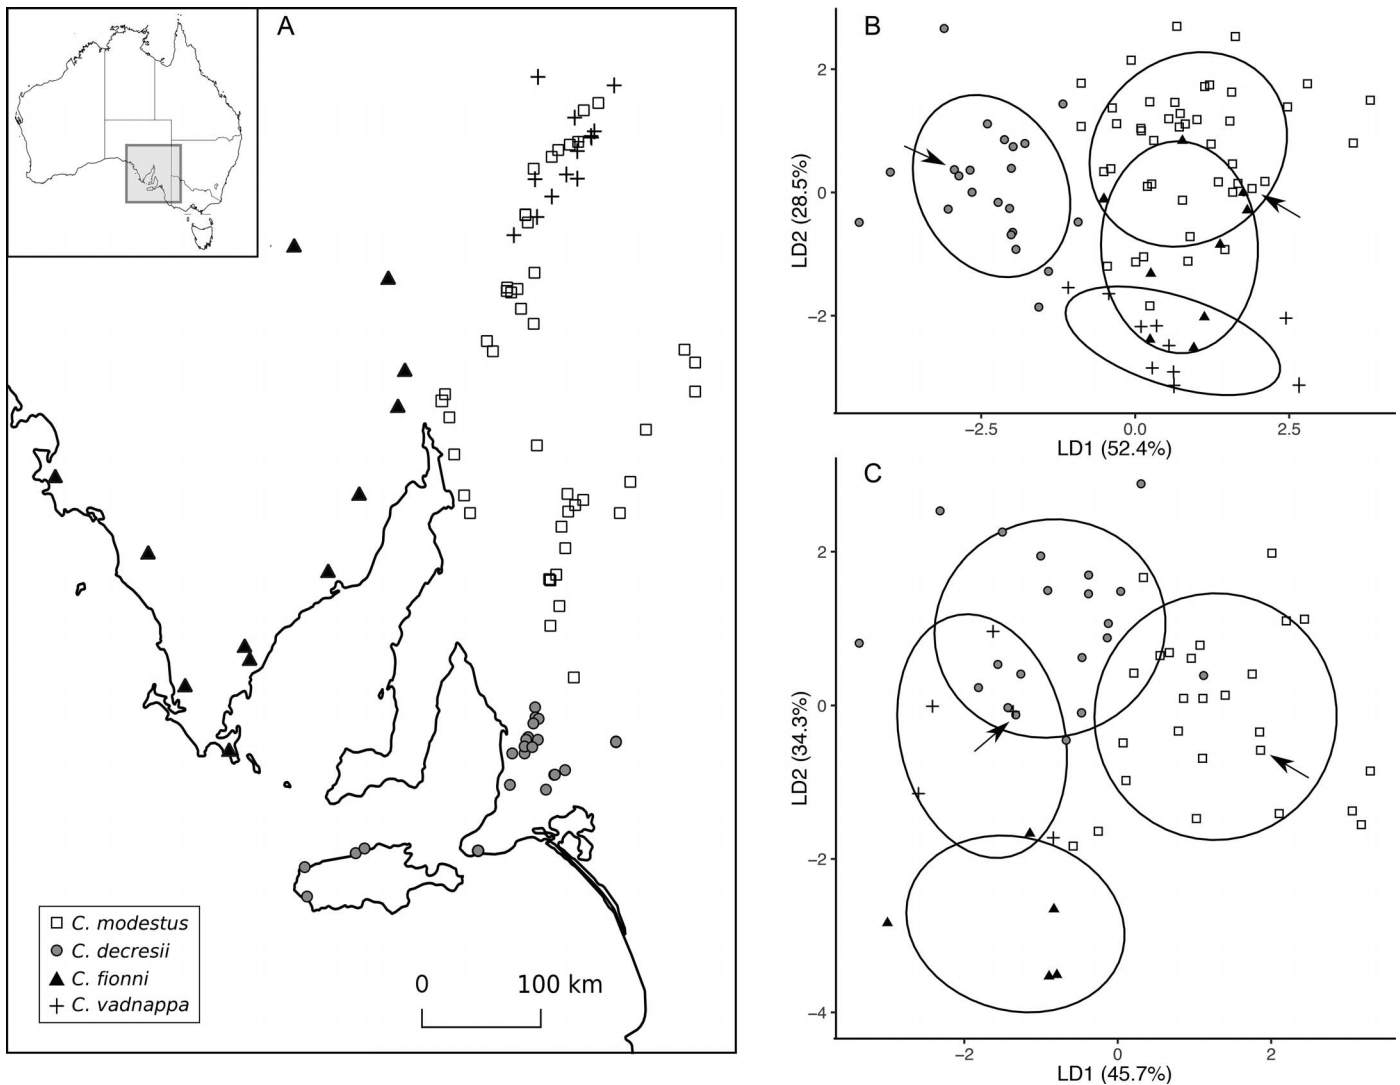 A
C. modestus
C. decresii
C. fionni
C. vadnappa
0 100 km
B
2
0
−2
LD2 (28.5%)
−2.5 0.0 2.5
LD1 (52.4%)
C
2
0
−2
−4
LD2 (34.3%)
−2 0 2
LD1 (45.7%)